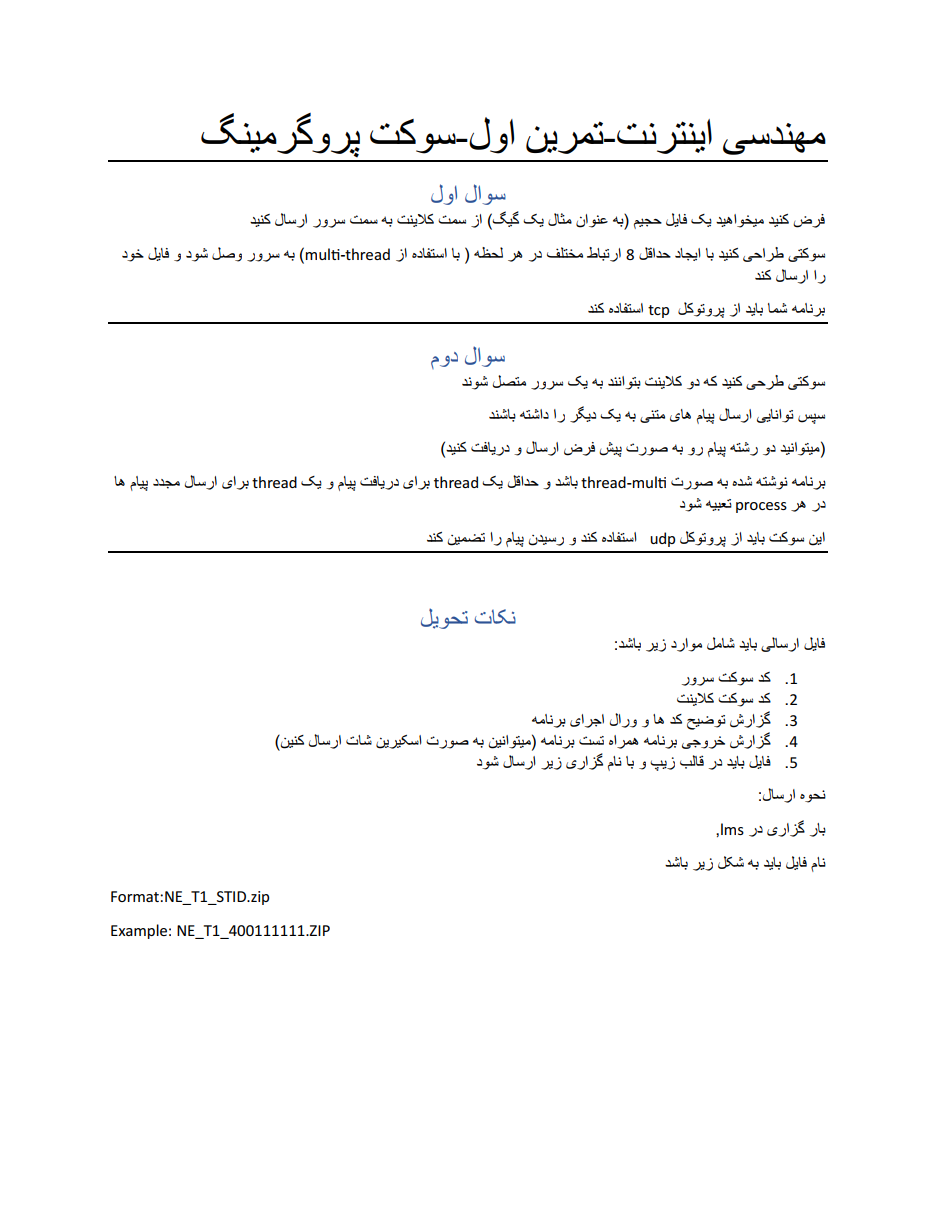 مهندسی اینترنت-تمرین اول-سوکت پروگرمینگ
سوال اول
فرض کنید میخواهید یک فایل حجیم (به عنوان مثال یک گیگ) از سمت کلاینت به سمت سرور ارسال کنید
سوکتی طراحی کنید با ایجاد حداقل 8 ارتباط مختلف در هر لحظه ( با استفاده از multi-thread) به سرور وصل شود و فایل خود
را ارسال کند
برنامه شما باید از پروتوکل tcp استفاده کند
سوال دوم
سوکتی طرحی کنید که دو کلاینت بتوانند به یک سرور متصل شوند
سپس توانایی ارسال پیام های متنی به یک دیگر را داشته باشند
(میتوانید دو رشته پیام رو به صورت پیش فرض ارسال و دریافت کنید)
برنامه نوشته شده به صورت thread-multi باشد و حداقل یک thread برای دریافت پیام و یک thread برای ارسال مجدد پیام ها
در هر process تعبیه شود
این سوکت باید از پروتوکل udp استفاده کند و رسیدن پیام را تضمین کند
نکات تحویل
فایل ارسالی باید شامل موارد زیر باشد:
1. کد سوکت سرور
2. کد سوکت کلاینت
3. گزارش توضیح کد ها و ورال اجرای برنامه
4. گزارش خروجی برنامه همراه تست برنامه (میتوانین به صورت اسکیرین شات ارسال کنین)
5. فایل باید در قالب زیپ و با نام گزاری زیر ارسال شود
نحوه ارسال:
بار گزاری در lms,
نام فایل باید به شکل زیر باشد
Format:NE_T1_STID.zip
Example: NE_T1_400111111.ZIP